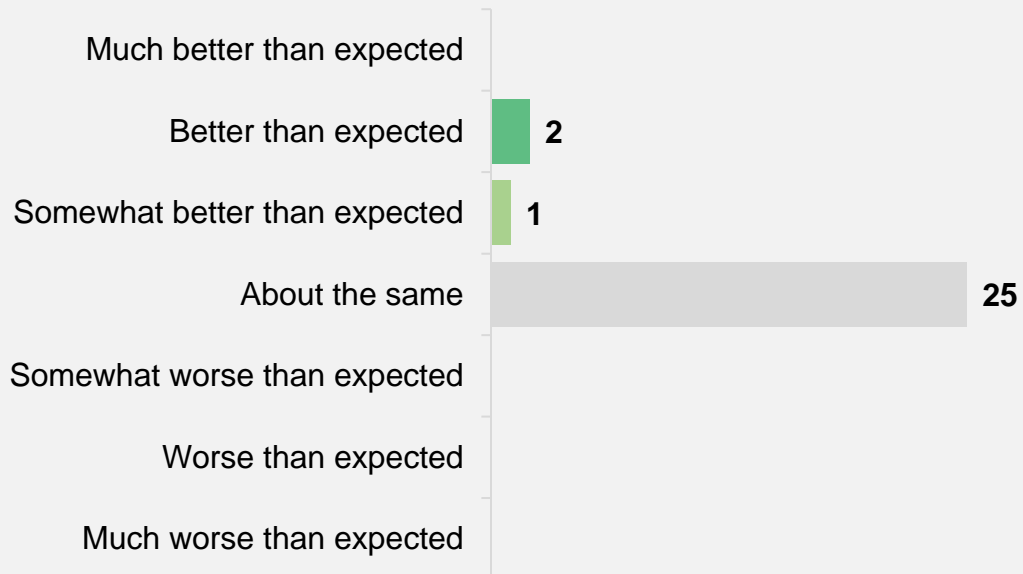 Much better than expected
Better than expected 2
Somewhat better than expected 1
About the same 25
Somewhat worse than expected
Worse than expected
Much worse than expected